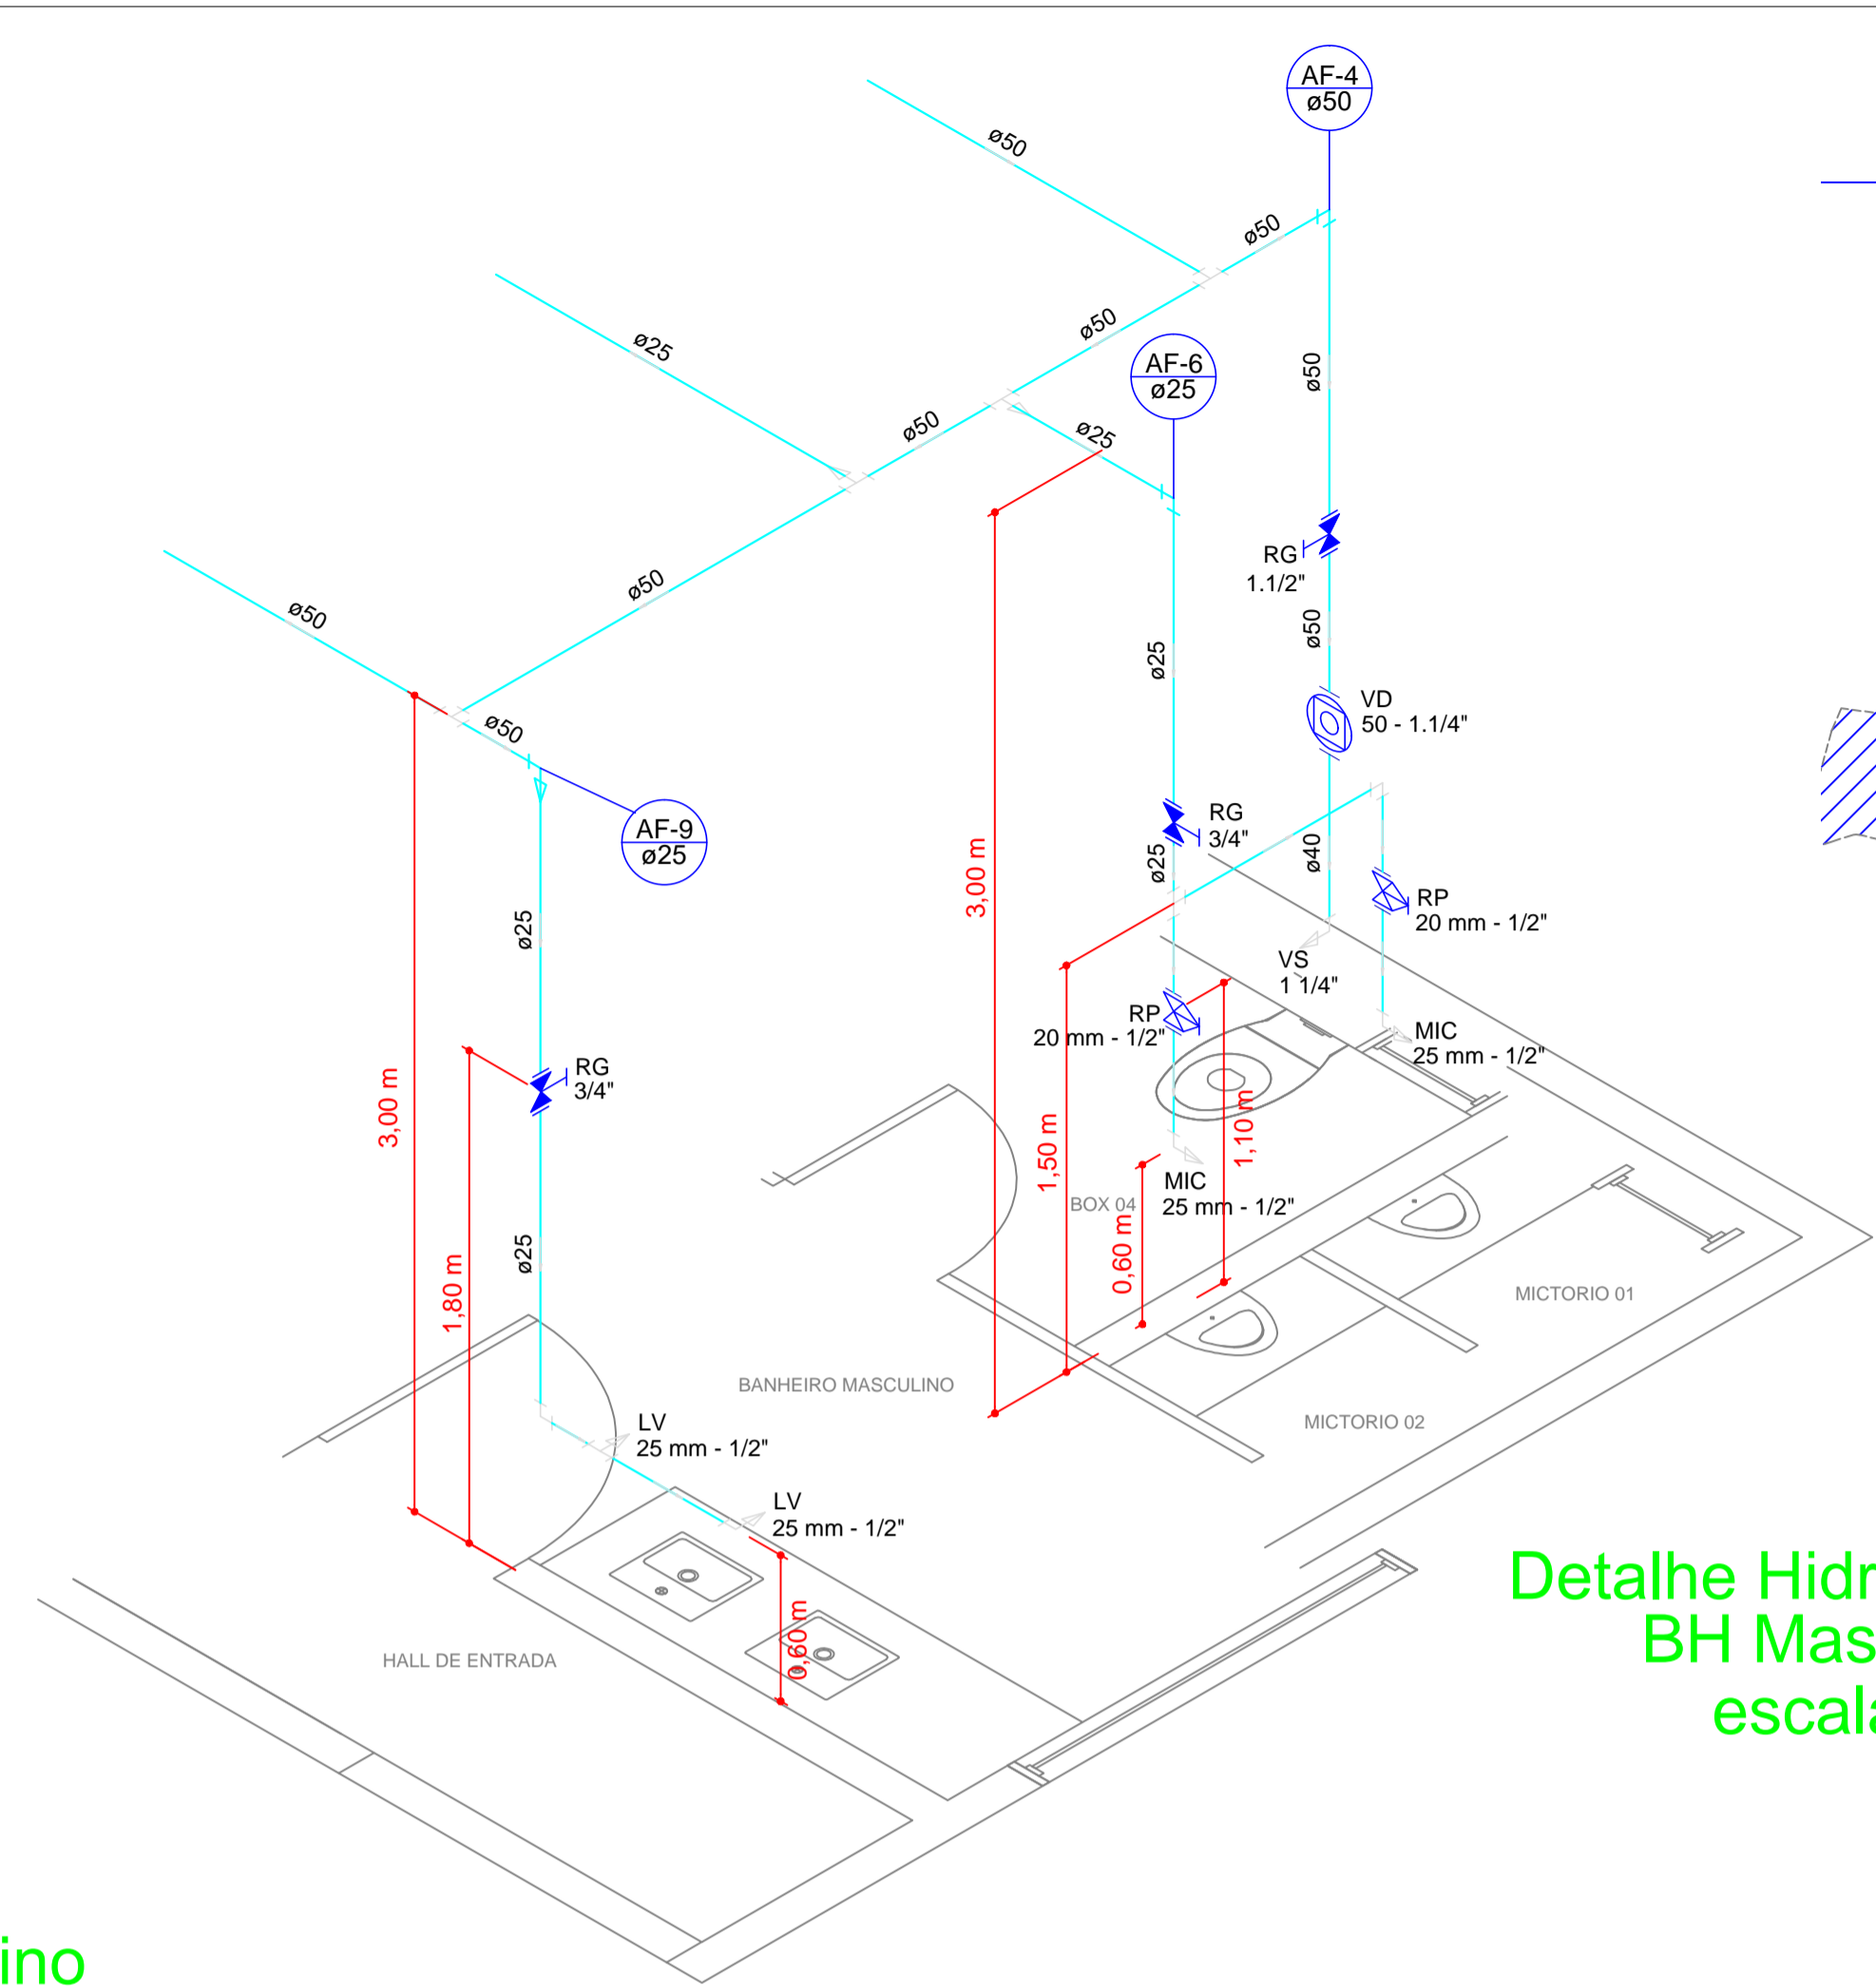 AF-4
ø50
ø50
ø50
ø50
AF-6
ø25
ø25
ø50
ø50
ø25
RG
1.1/2"
ø50
ø50
ø50
ø25
VD
50 - 1.1/4"
ø50
AF-9
ø25
RG
3/4"
3,00 m
ø25
ø40
RP
20 mm - 1/2"
ø25
VS
1 1/4"
RP
20 mm - 1/2"
MIC
25 mm - 1/2"
RG
3/4"
3,00 m
1,50 m
1,10 m
MIC
25 mm - 1/2"
BOX 04
0,60 m
ø25
1,80 m
MICTORIO 01
BANHEIRO MASCULINO
MICTORIO 02
LV
25 mm - 1/2"
LV
25 mm - 1/2"
0,60 m
HALL DE ENTRADA
Detalhe Hidr
BH Mas
escala
ino